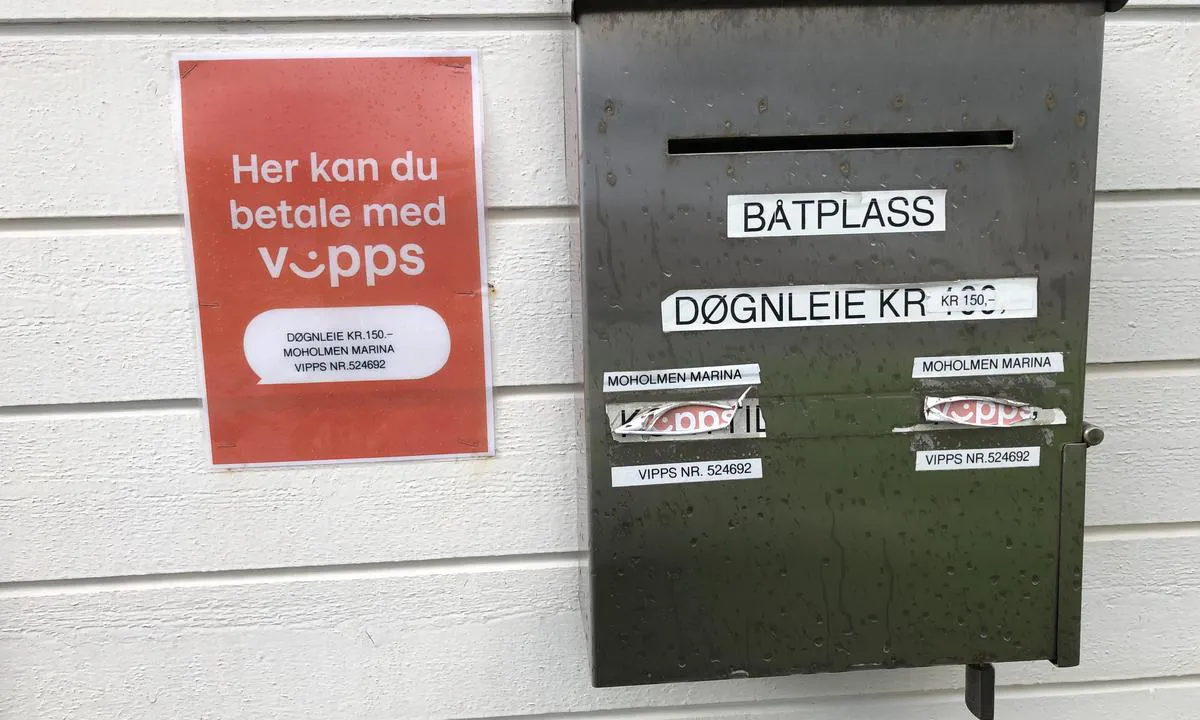 Her kan du
betale med
vipps
DØGNLEIE KR.150.–
MOHOLMEN MARINA
VIPPS NR.524692
BÅTPLASS
DØGNLEIE KR KR 150,–
MOHOLMEN MARINA
vipps
VIPPS NR. 524692
MOHOLMEN MARINA
vipps
VIPPS NR. 524692